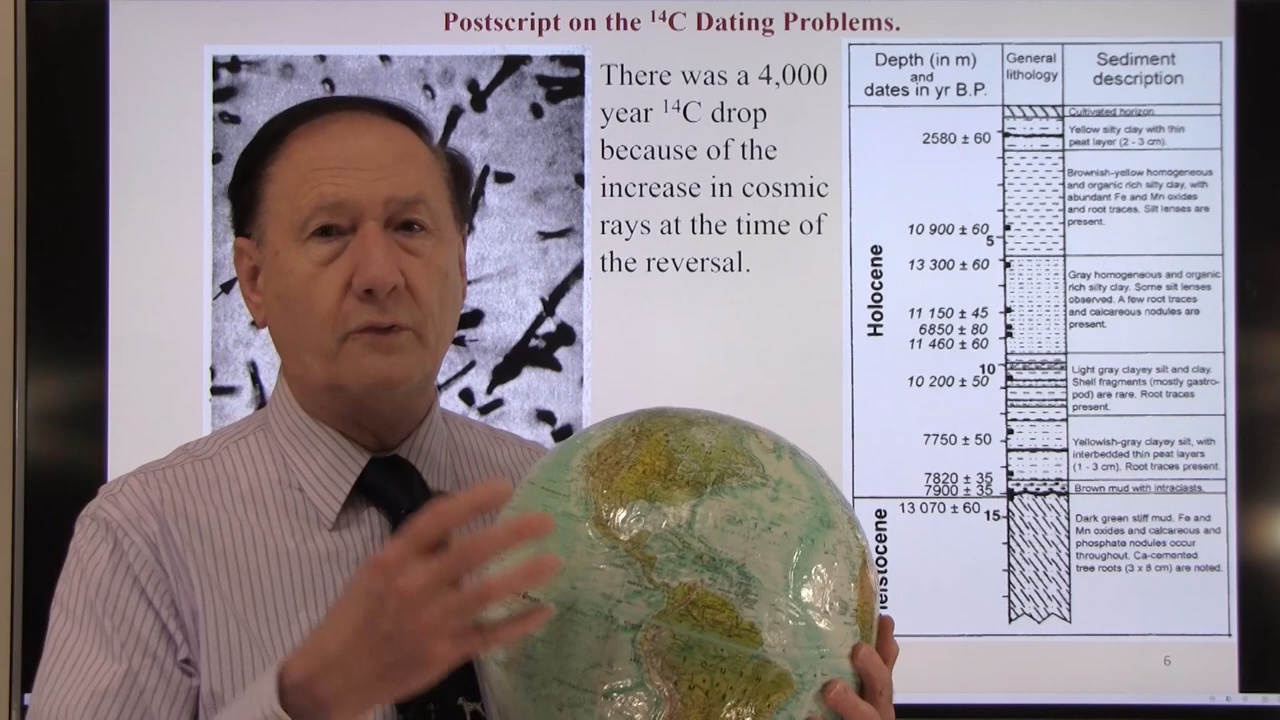 Postscript on the ¹⁴C Dating Problems.
There was a 4,000
year ¹⁴C drop
because of the
increase in cosmic
rays at the time of
the reversal.
Depth (in m)
and
dates in yr B.P.
General
lithology
Sediment
description
Cultivated horizon
2580 ± 60
Yellow silty clay with thin
peat layer (2 - 3 cm).
Brownish-yellow homogeneous
and organic rich silty clay, with
abundant Fe and Mn oxides
and root traces. Silt lenses are
present.
10 900 ± 60
5
13 300 ± 60
Gray homogeneous and organic
rich silty clay. Some silt lenses
observed. A few root traces
and calcareous nodules are
present.
11 150 ± 45
6850 ± 80
11 460 ± 60
Holocene
10
10 200 ± 50
Light gray clayey silt and clay.
Shell fragments (mostly gastro-
pod) are rare. Root traces
present.
7750 ± 50
Yellowish-gray clayey silt, with
interbedded thin peat layers
(1 - 3 cm). Root traces present.
7820 ± 35
7900 ± 35
Brown mud with intraclasts.
13 070 ± 60
15
Dark green stiff mud. Fe and
Mn oxides and calcareous and
phosphate nodules occur
throughout. Ca-cemented
tree roots (3 x 8 cm) are noted.
leistocene
6